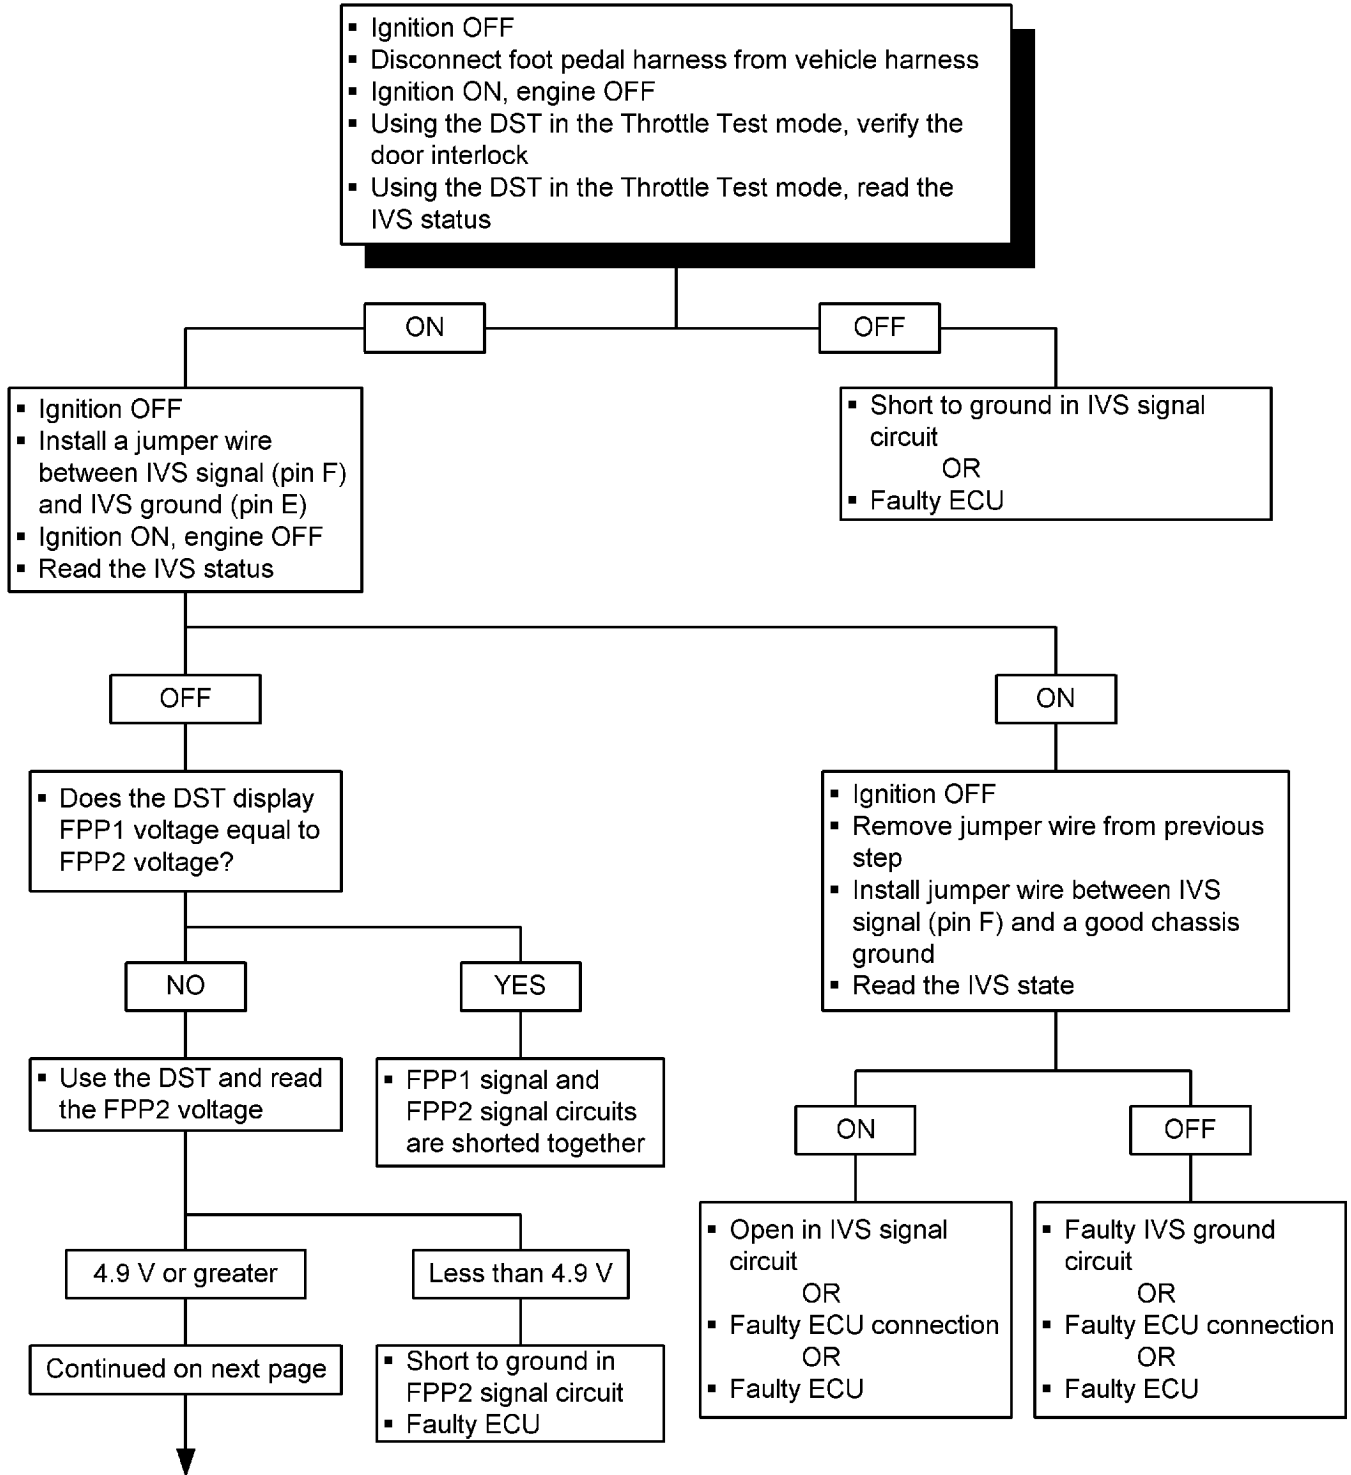 ▪ Ignition OFF
▪ Disconnect foot pedal harness from vehicle harness
▪ Ignition ON, engine OFF
▪ Using the DST in the Throttle Test mode, verify the
door interlock
▪ Using the DST in the Throttle Test mode, read the
IVS status
ON
OFF
▪ Ignition OFF
▪ Install a jumper wire
between IVS signal (pin F)
and IVS ground (pin E)
▪ Ignition ON, engine OFF
▪ Read the IVS status
▪ Short to ground in IVS signal
circuit
OR
▪ Faulty ECU
OFF
ON
▪ Does the DST display
FPP1 voltage equal to
FPP2 voltage?
▪ Ignition OFF
▪ Remove jumper wire from previous
step
▪ Install jumper wire between IVS
signal (pin F) and a good chassis
ground
▪ Read the IVS state
NO
YES
▪ Use the DST and read
the FPP2 voltage
▪ FPP1 signal and
FPP2 signal circuits
are shorted together
ON
OFF
4.9 V or greater
Less than 4.9 V
▪ Open in IVS signal
circuit
OR
▪ Faulty ECU connection
OR
▪ Faulty ECU
▪ Faulty IVS ground
circuit
OR
▪ Faulty ECU connection
OR
▪ Faulty ECU
Continued on next page
▪ Short to ground in
FPP2 signal circuit
▪ Faulty ECU